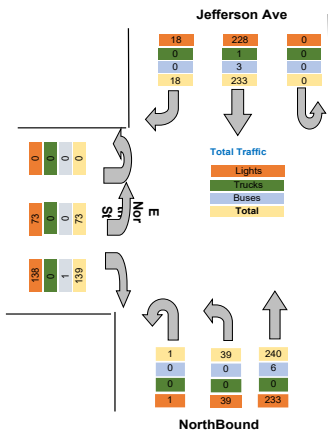 Jefferson Ave
18 228 0
0 1 0
0 3 0
18 233 0
Total Traffic
Lights
Trucks
Buses
Total
0 0 0 0
73 0 0 73
138 0 1 139
E
Nor
St
1 39 240
0 0 6
0 0 0
1 39 233
NorthBound